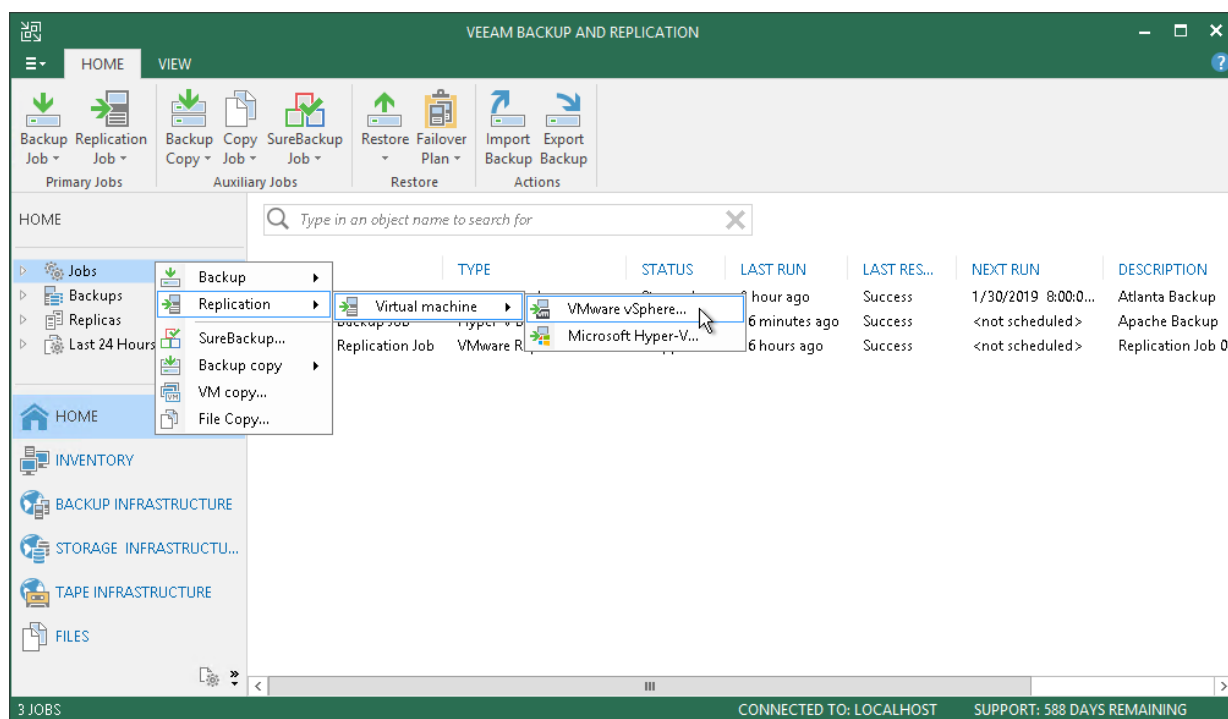 VEEAM BACKUP AND REPLICATION
HOME VIEW
Backup Job Replication Job Backup Copy Copy Job SureBackup Job Restore Failover Plan Import Backup Export Backup
Primary Jobs Auxiliary Jobs Restore Actions
HOME
Type in an object name to search for
TYPE STATUS LAST RUN LAST RES... NEXT RUN DESCRIPTION
hour ago Success 1/30/2019 8:00:0... Atlanta Backup
6 minutes ago Success <not scheduled> Apache Backup
Replication Job VMware R 6 hours ago Success <not scheduled> Replication Job 0
Jobs
Backups
Replicas
Last 24 Hours
Backup
Replication
SureBackup...
Backup copy
VM copy...
File Copy...
Virtual machine
VMware vSphere...
Microsoft Hyper-V...
HOME
INVENTORY
BACKUP INFRASTRUCTURE
STORAGE INFRASTRUCTU...
TAPE INFRASTRUCTURE
FILES
3 JOBS CONNECTED TO: LOCALHOST SUPPORT: 588 DAYS REMAINING